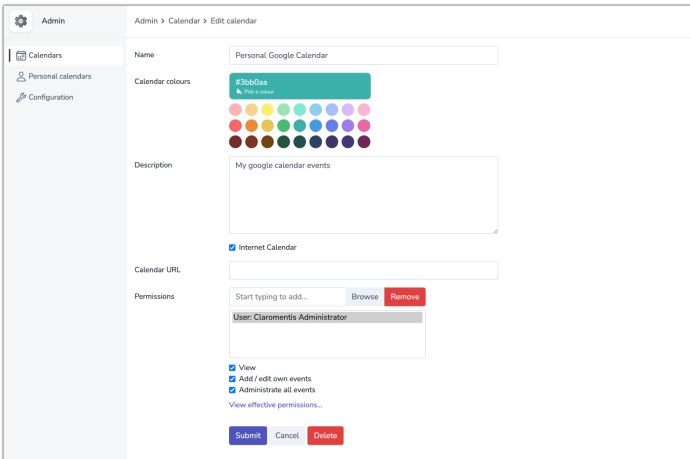 Admin
Admin > Calendar > Edit calendar
Calendars
Personal calendars
Configuration
Name
Personal Google Calendar
Calendar colours
#3bb0aa
Pick a colour
Description
My google calendar events
Internet Calendar
Calendar URL
Permissions
Start typing to add...
Browse
Remove
User: Claromentis Administrator
View
Add / edit own events
Administrate all events
View effective permissions...
Submit
Cancel
Delete